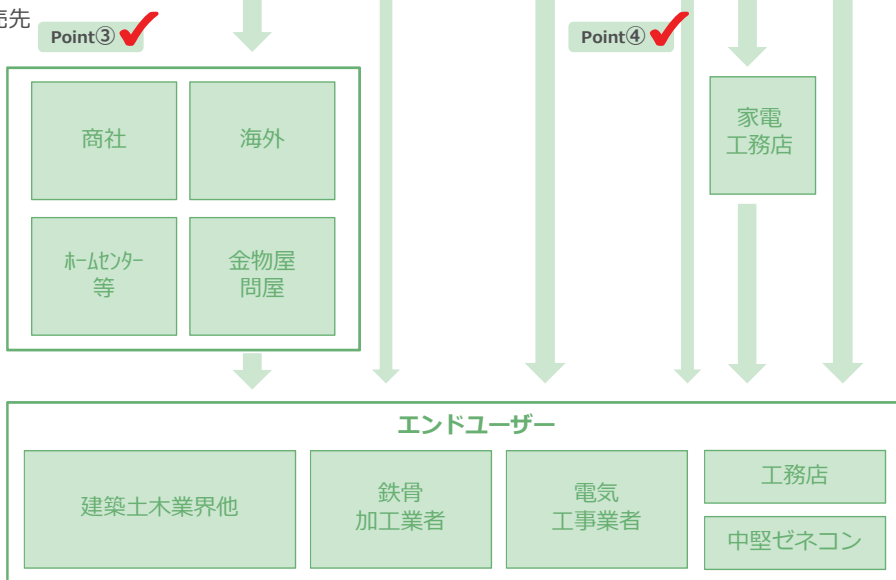 売先
Point③
Point④
商社
海外
家電
工務店
ﾎｰﾑｾﾝﾀｰ
等
金物屋
問屋
エンドユーザー
建築土木業界他
鉄骨
加工業者
電気
工事業者
工務店
中堅ゼネコン